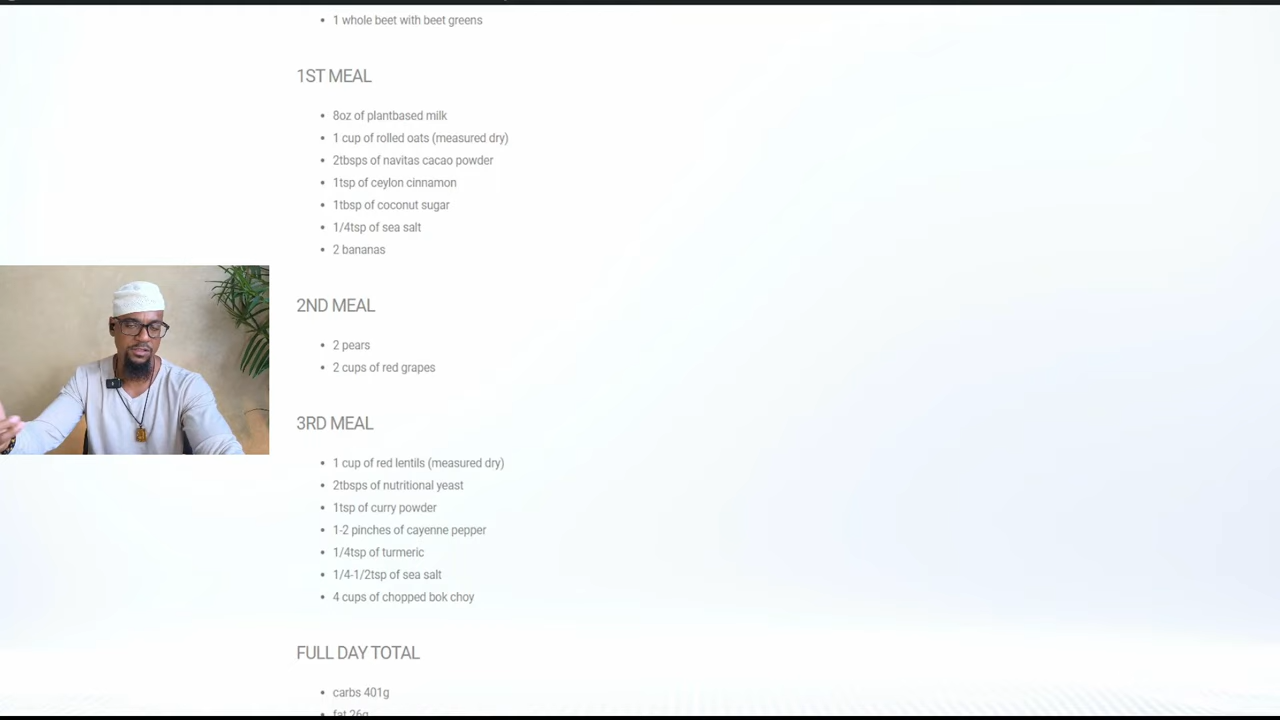 1 whole beet with beet greens
1ST MEAL
8oz of plantbased milk
1 cup of rolled oats (measured dry)
2tbsps of navitas cacao powder
1tsp of ceylon cinnamon
1tbsp of coconut sugar
1/4tsp of sea salt
2 bananas
2ND MEAL
2 pears
2 cups of red grapes
3RD MEAL
1 cup of red lentils (measured dry)
2tbsps of nutritional yeast
1tsp of curry powder
1-2 pinches of cayenne pepper
1/4tsp of turmeric
1/4-1/2tsp of sea salt
4 cups of chopped bok choy
FULL DAY TOTAL
carbs 401g
fat 26g